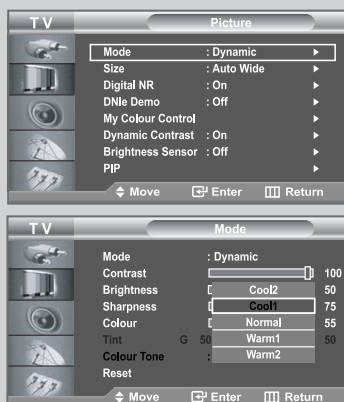 TV Picture
Mode : Dynamic
Size : Auto Wide
Digital NR : On
DNIe Demo : Off
My Colour Control
Dynamic Contrast : On
Brightness Sensor : Off
PIP
Move Enter Return
TV Mode
Mode : Dynamic
Contrast 100
Brightness Cool2 50
Sharpness Cool1 75
Colour Normal 55
Tint G 50 Warm1 50
Colour Tone : Warm2
Reset
Move Enter Return